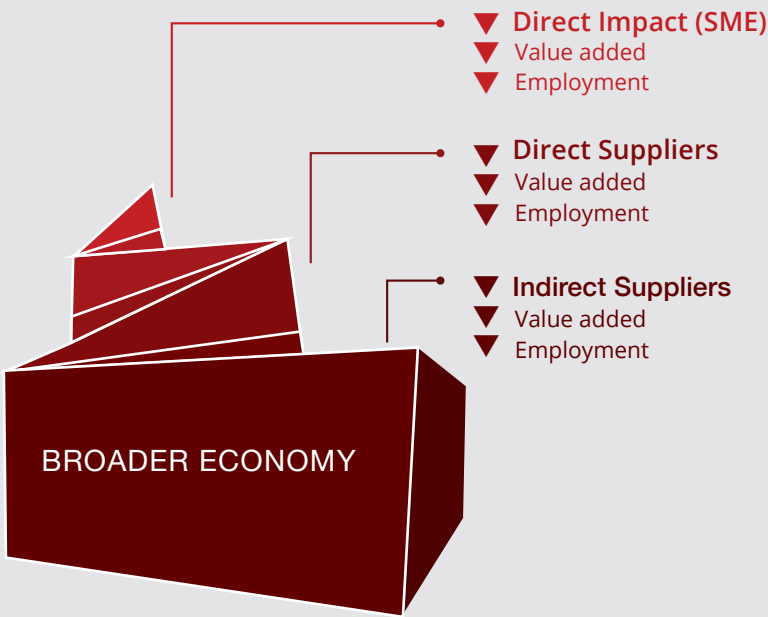 Direct Impact (SME)
Value added
Employment
Direct Suppliers
Value added
Employment
Indirect Suppliers
Value added
Employment
BROADER ECONOMY